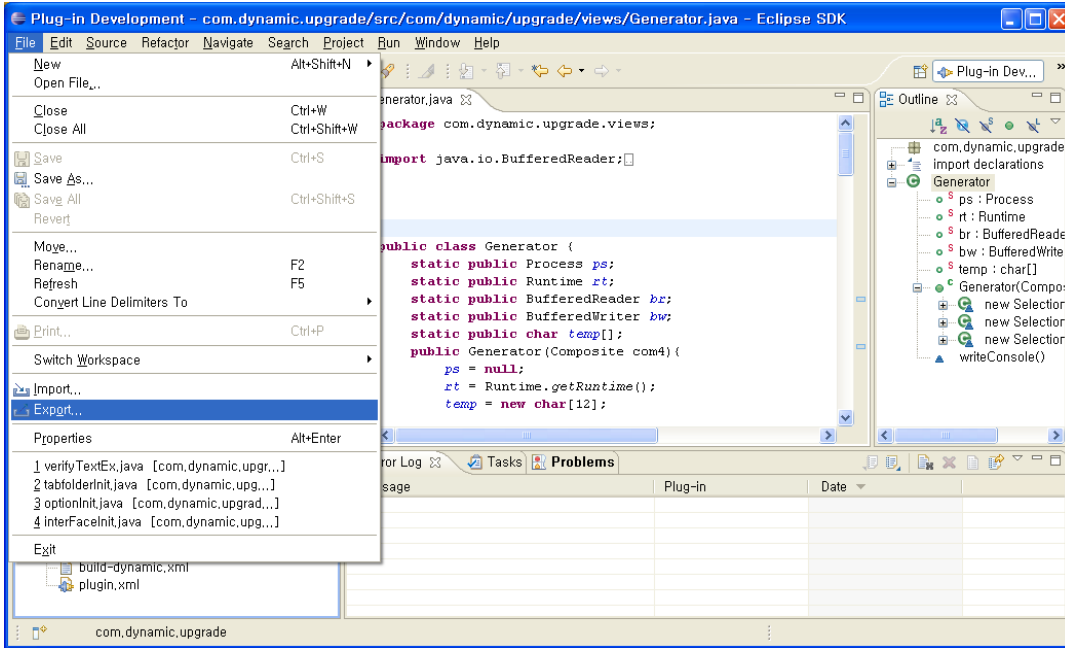 Plug-in Development - com.dynamic.upgrade/src/com/dynamic/upgrade/views/Generator.java - Eclipse SDK
File Edit Source Refactor Navigate Search Project Run Window Help
New Alt+Shift+N
Open File...
Close Ctrl+W
Close All Ctrl+Shift+W
Save Ctrl+S
Save As...
Save All Ctrl+Shift+S
Revert
Move...
Rename... F2
Refresh F5
Convert Line Delimiters To
Print... Ctrl+P
Switch Workspace
Import...
Export...
Properties Alt+Enter
1 verifyTextEx.java [com.dynamic.upgr...]
2 tabfolderInit.java [com.dynamic.upg...]
3 optionInit.java [com.dynamic.upgrad...]
4 interFaceInit.java [com.dynamic.upg...]
Exit
build-dynamic.xml
plugin.xml
Plug-in Dev...
enerator.java
package com.dynamic.upgrade.views;
import java.io.BufferedReader;
public class Generator {
static public Process ps;
static public Runtime rt;
static public BufferedReader br;
static public BufferedWriter bw;
static public char temp[];
public Generator(Composite com4){
ps = null;
rt = Runtime.getRuntime();
temp = new char[12];
Outline
com.dynamic.upgrade
import declarations
Generator
S ps : Process
S rt : Runtime
S br : BufferedReade
S bw : BufferedWrite
S temp : char[]
C Generator(Compos
new Selection
new Selection
new Selection
writeConsole()
ror Log Tasks Problems
sage Plug-in Date
com.dynamic.upgrade